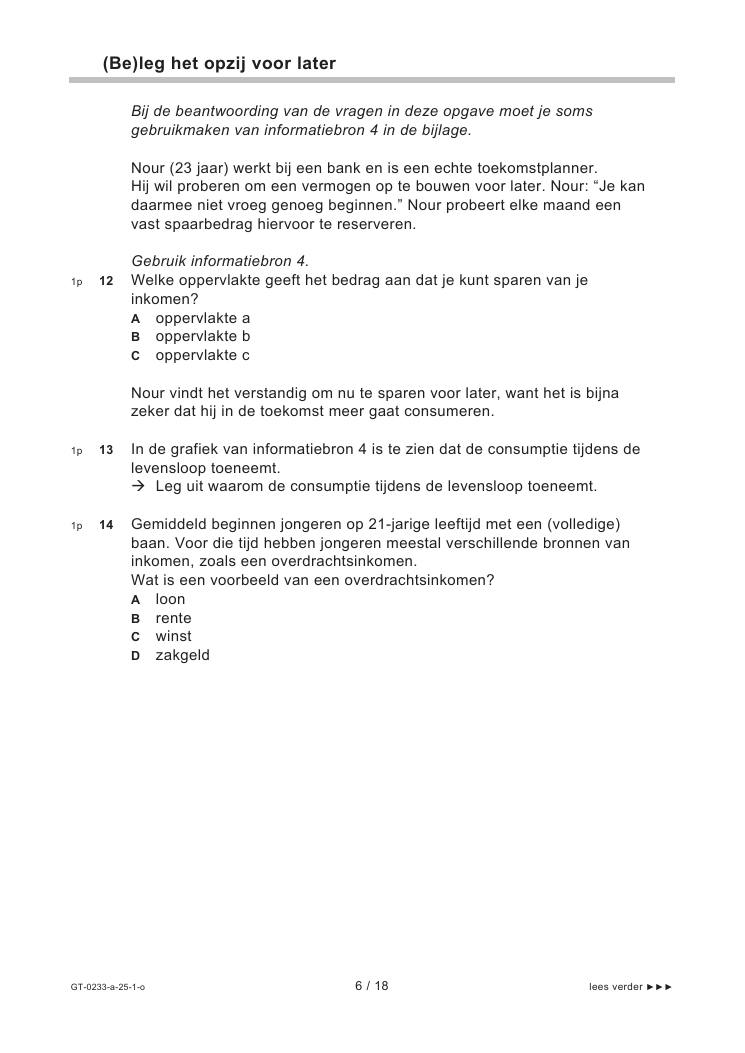 (Be)leg het opzij voor later
Bij de beantwoording van de vragen in deze opgave moet je soms
gebruikmaken van informatiebron 4 in de bijlage.
Nour (23 jaar) werkt bij een bank en is een echte toekomstplanner.
Hij wil proberen om een vermogen op te bouwen voor later. Nour: “Je kan
daarmee niet vroeg genoeg beginnen.” Nour probeert elke maand een
vast spaarbedrag hiervoor te reserveren.
Gebruik informatiebron 4.
1p 12 Welke oppervlakte geeft het bedrag aan dat je kunt sparen van je
inkomen?
A oppervlakte a
B oppervlakte b
C oppervlakte c
Nour vindt het verstandig om nu te sparen voor later, want het is bijna
zeker dat hij in de toekomst meer gaat consumeren.
1p 13 In de grafiek van informatiebron 4 is te zien dat de consumptie tijdens de
levensloop toeneemt.
→ Leg uit waarom de consumptie tijdens de levensloop toeneemt.
1p 14 Gemiddeld beginnen jongeren op 21-jarige leeftijd met een (volledige)
baan. Voor die tijd hebben jongeren meestal verschillende bronnen van
inkomen, zoals een overdrachtsinkomen.
Wat is een voorbeeld van een overdrachtsinkomen?
A loon
B rente
C winst
D zakgeld
GT-0233-a-25-1-o 6 / 18 lees verder ►►►